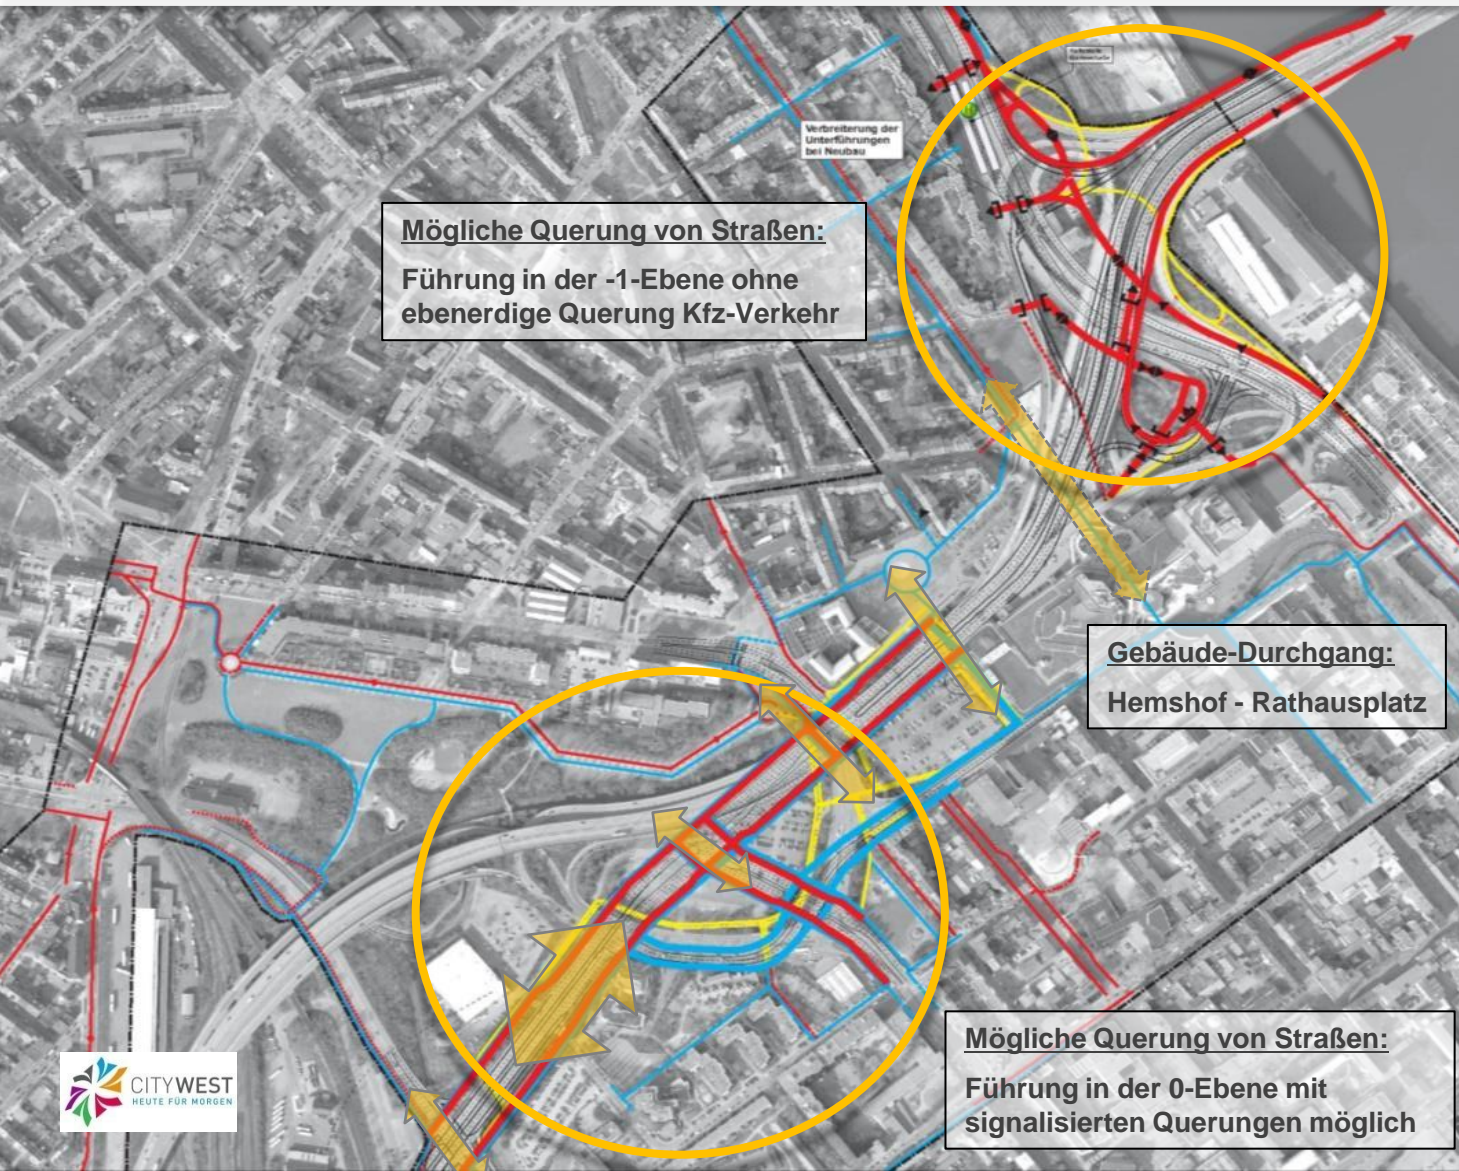 Verbreiterung der
Unterführungen
bei Neubau
Mögliche Querung von Straßen:
Führung in der -1-Ebene ohne
ebenerdige Querung Kfz-Verkehr
Gebäude-Durchgang:
Hemshof - Rathausplatz
Mögliche Querung von Straßen:
Führung in der 0-Ebene mit
signalisierten Querungen möglich
CITYWEST
HEUTE FÜR MORGEN